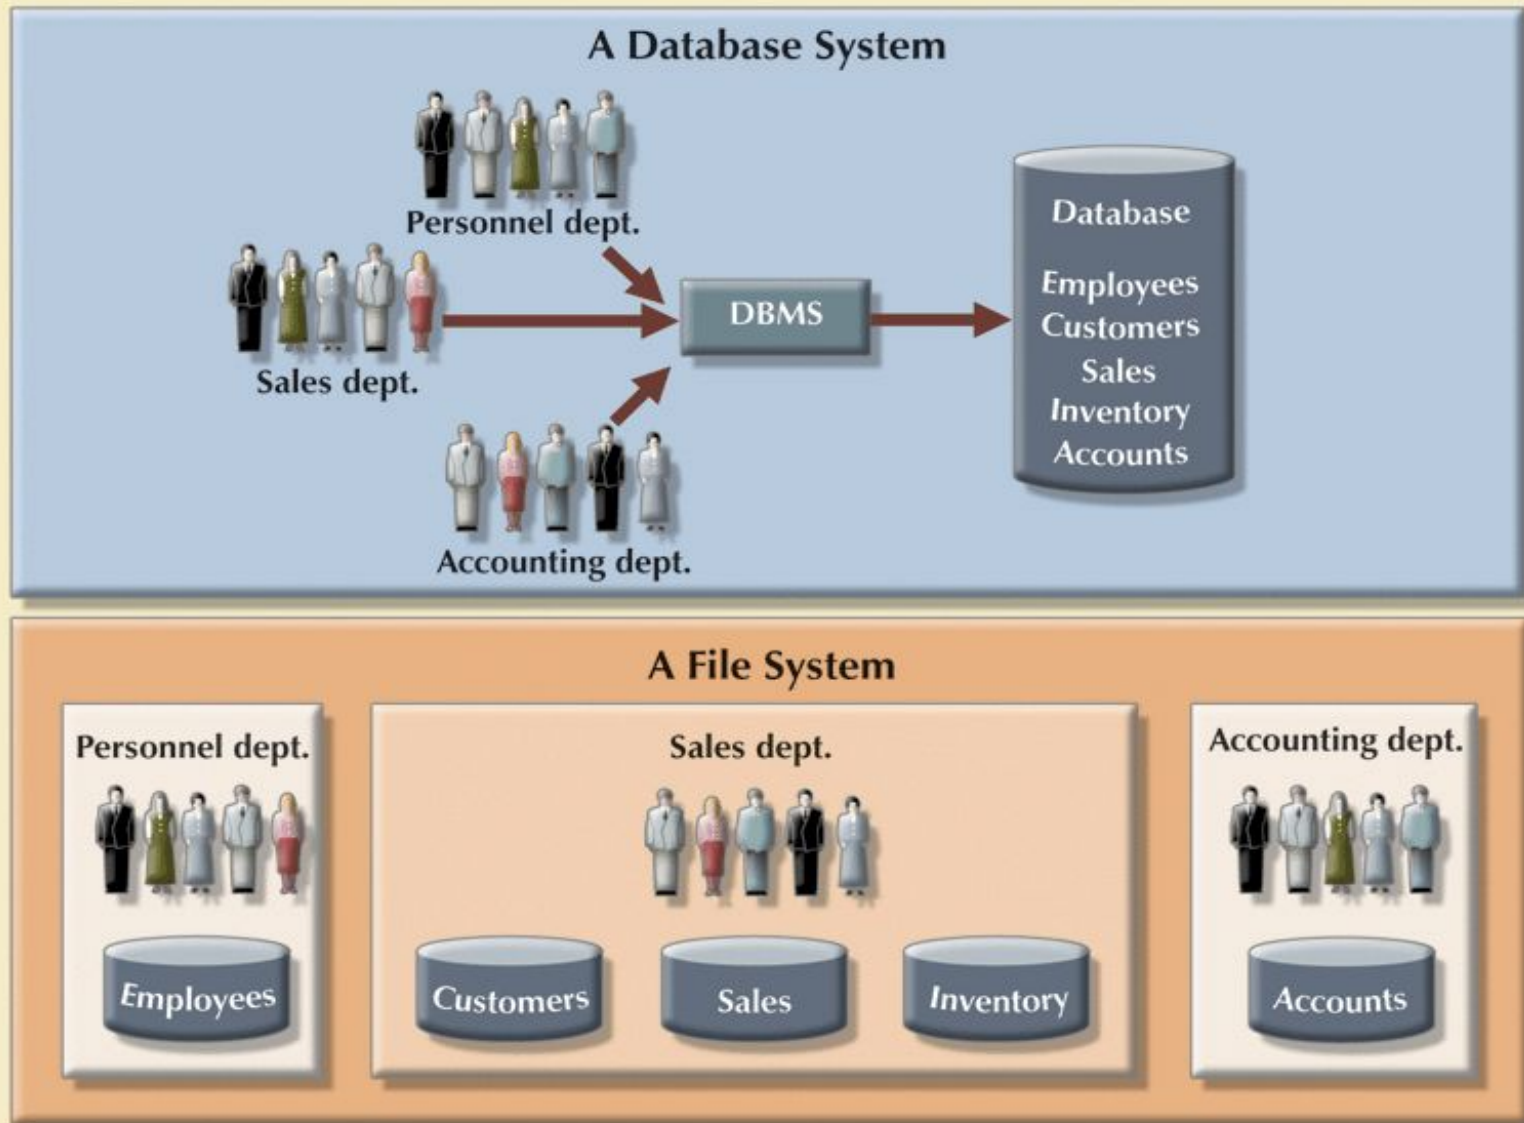 A Database System
Personnel dept.
Sales dept.
Accounting dept.
DBMS
Database
Employees
Customers
Sales
Inventory
Accounts
A File System
Personnel dept.
Employees
Sales dept.
Customers
Sales
Inventory
Accounting dept.
Accounts